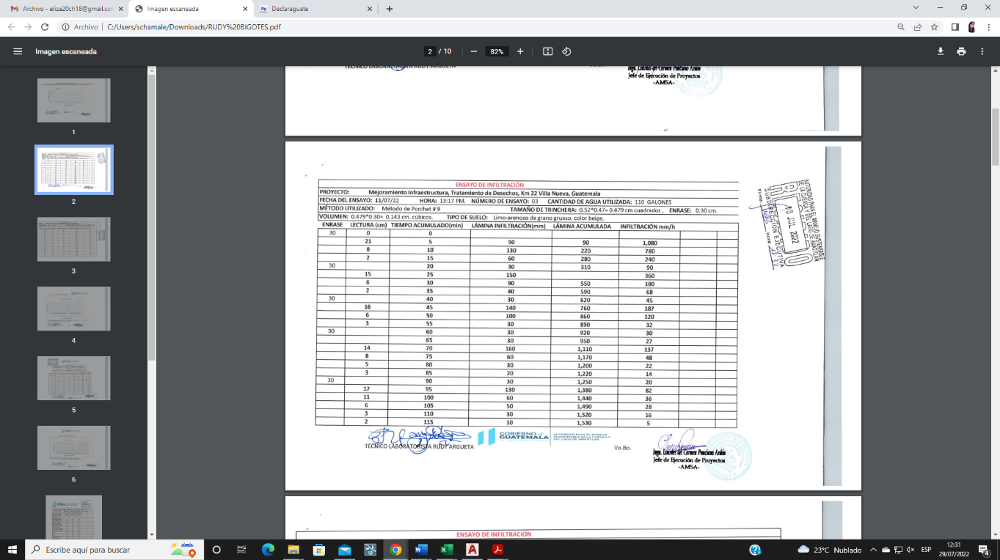 Archivo - eliza20ch18@gmail.com
Imagen escaneada
Declaraguate
Archivo
C:/Users/schamale/Downloads/RUDY%20BIGOTES.pdf
Imagen escaneada
2 / 10
82%
1
2
3
4
5
6
TÉCNICO LABORATORISTA RUDY ARGUETA
Inga. Lourdes del Carmen Ponciano Ardón
Jefe de Ejecución de Proyectos
-AMSA-
ENSAYO DE INFILTRACIÓN
PROYECTO: Mejoramiento Infraestructura, Tratamiento de Desechos, Km 22 Villa Nueva, Guatemala
FECHA DEL ENSAYO: 11/07/22 HORA: 13:17 PM. NÚMERO DE ENSAYO: 03 CANTIDAD DE AGUA UTILIZADA: 110 GALONES
MÉTODO UTILIZADO: Método de Porchet # 9 TAMAÑO DE TRINCHERA: 0.52*0.47= 0.479 cm cuadrados , ENRASE: 0.30 cm.
VOLUMEN: 0.479*0.30= 0.143 cm. cúbicos. TIPO DE SUELO: Limo-arenoso de grano grueso, color beige.
ENRASE LECTURA (cm) TIEMPO ACUMULADO(min) LÁMINA INFILTRACIÓN(mm) LÁMINA ACUMULADA INFILTRACIÓN mm/h
30 0 0
21 5 90 90 1,080
8 10 130 220 780
2 15 60 280 240
30 20 30 310 90
15 25 150 360
6 30 90 550 180
2 35 40 590 68
30 40 30 620 45
16 45 140 760 187
6 50 100 860 120
3 55 30 890 32
30 60 30 920 30
65 30 950 27
14 70 160 1,110 137
8 75 60 1,170 48
5 80 30 1,200 22
3 85 20 1,220 14
30 90 30 1,250 20
17 95 130 1,380 82
11 100 60 1,440 36
6 105 50 1,490 28
3 110 30 1,520 16
2 115 10 1,530 5
TÉCNICO LABORATORISTA RUDY ARGUETA
GOBIERNO de
GUATEMALA
AUTORIDAD PARA EL MANEJO
SUSTENTABLE DE LA CUENCA Y
DEL LAGO DE AMATITLÁN
Vo.Bo.
Inga. Lourdes del Carmen Ponciano Ardón
Jefe de Ejecución de Proyectos
-AMSA-
AUTORIDAD PARA EL MANEJO SUSTENTABLE
DE LA CUENCA Y DEL LAGO DE AMATITLAN
JUL 2022
SUBDIRECCIÓN EJECUTIVA
Firma
Hora
ENSAYO DE INFILTRACIÓN
Escribe aquí para buscar
23°C Nublado
ESP
12:31
29/07/2022
4